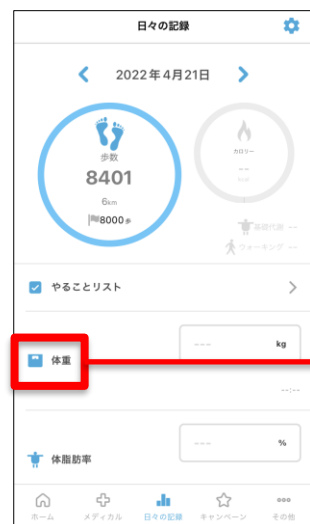 日々の記録
2022年4月21日
歩数
8401
6km
8000歩
カロリー
--
kcal
基礎代謝 --
ウォーキング --
やることリスト
体重
--- kg
--:--
体脂肪率
--- %
ホーム メディカル 日々の記録 キャンペーン その他